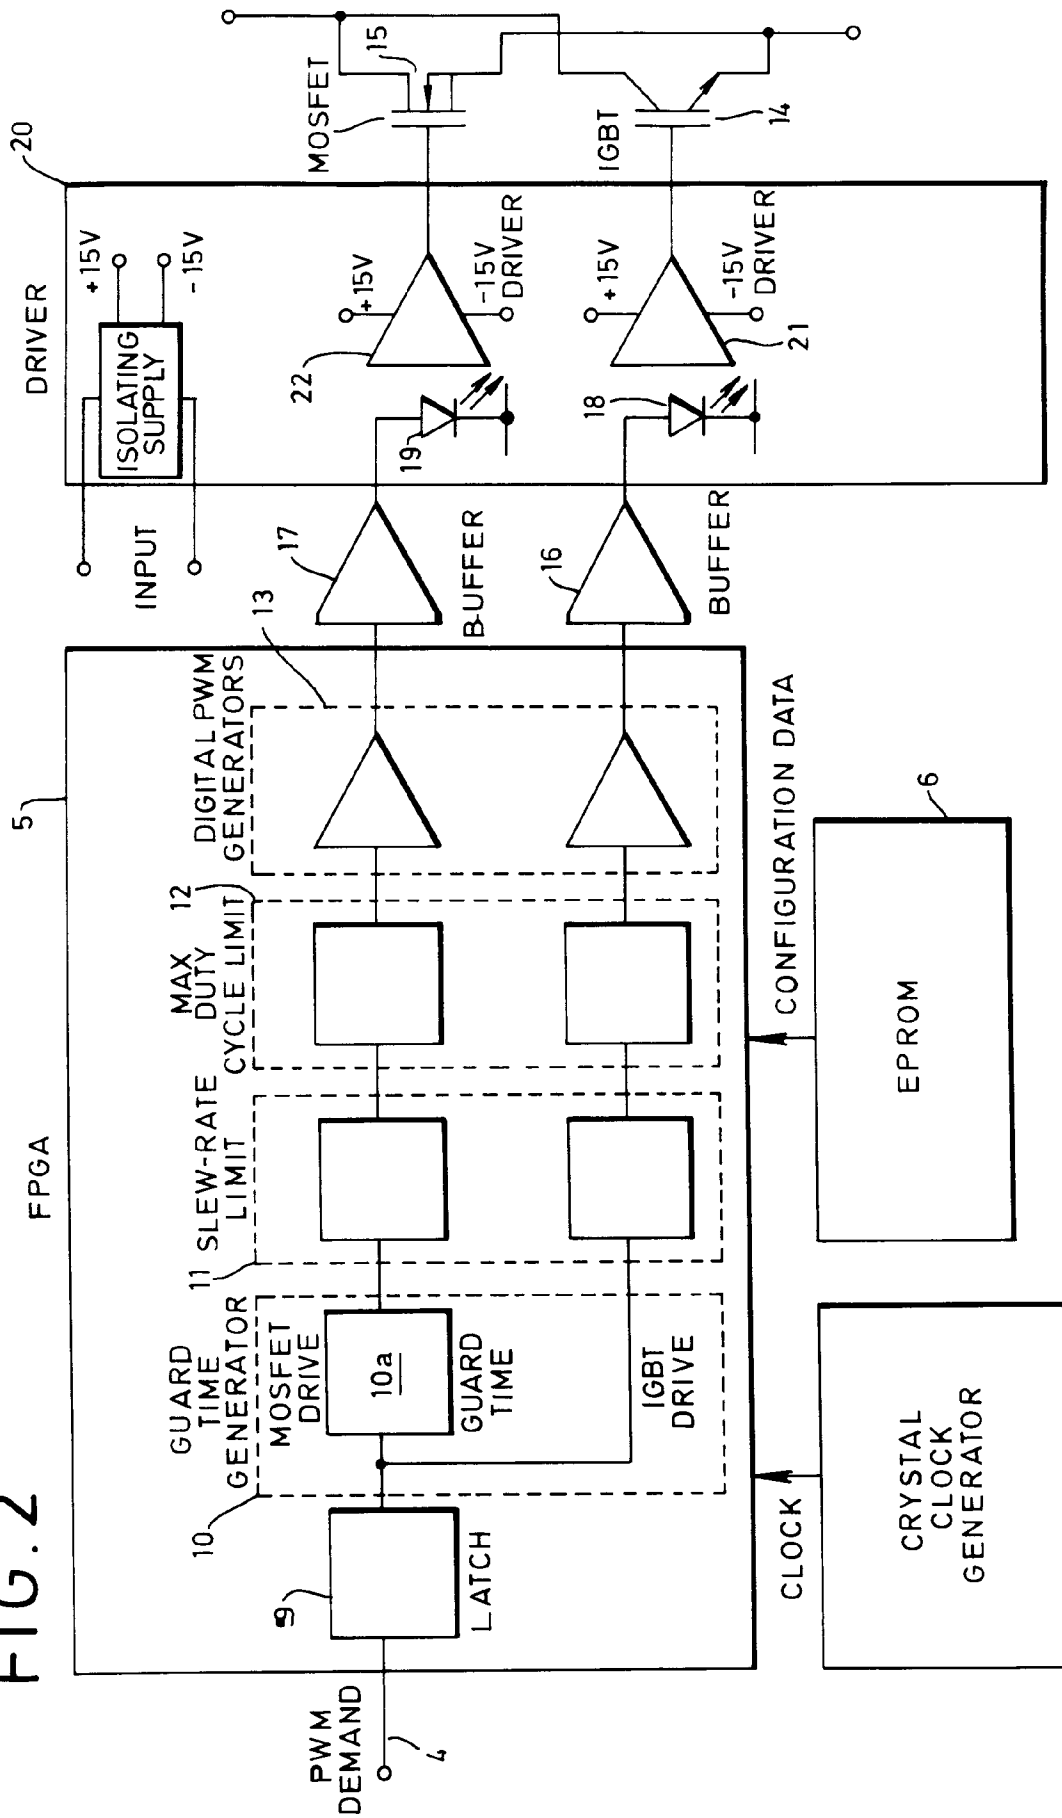 FIG. 2
FPGA
5
DRIVER
20
PWM
DEMAND
4
9
LATCH
10
GUARD
TIME
GENERATOR
MOSFET
DRIVE
10a
GUARD
TIME
IGBT
DRIVE
11
SLEW-RATE
LIMIT
MAX
DUTY
CYCLE LIMIT
12
DIGITAL PWM
GENERATORS
13
17
B-UFFER
16
BUFFER
INPUT
ISOLATING
SUPPLY
+15V
-15V
19
22
+15V
-15V
DRIVER
18
21
+15V
-15V
DRIVER
MOSFET
15
IGBT
14
CLOCK
CRYSTAL
CLOCK
GENERATOR
CONFIGURATION DATA
EPROM
6